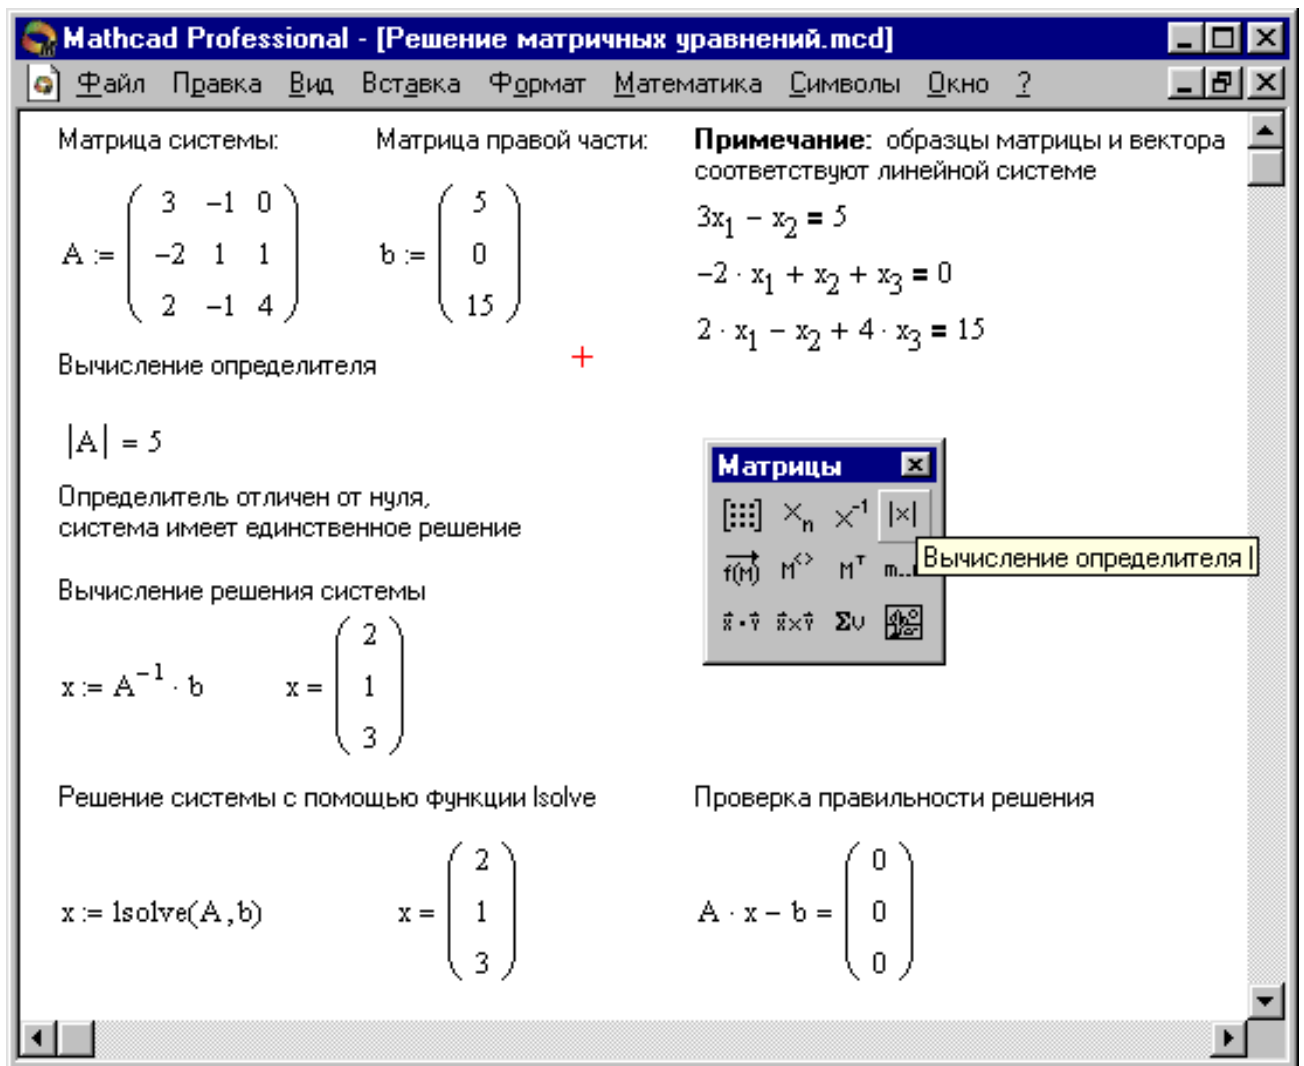 Mathcad Professional - [Решение матричных уравнений.mcd]
Файл Правка Вид Вставка Формат Математика Символы Окно ?
Матрица системы:
A := ( 3 −1 0
−2 1 1
2 −1 4 )
Матрица правой части:
b := ( 5
0
15 )
Примечание: образцы матрицы и вектора
соответствуют линейной системе
3x₁ − x₂ = 5
−2 · x₁ + x₂ + x₃ = 0
2 · x₁ − x₂ + 4 · x₃ = 15
Вычисление определителя
|A| = 5
Определитель отличен от нуля,
система имеет единственное решение
Матрицы
[⋮⋮⋮] ×ₙ ×⁻¹ |×|
f(M) M<> Mᵀ m..
Вычисление определителя |
x · y x×y Συ
Вычисление решения системы
x := A⁻¹ · b x = ( 2
1
3 )
Решение системы с помощью функции lsolve
x := lsolve(A,b) x = ( 2
1
3 )
Проверка правильности решения
A · x − b = ( 0
0
0 )